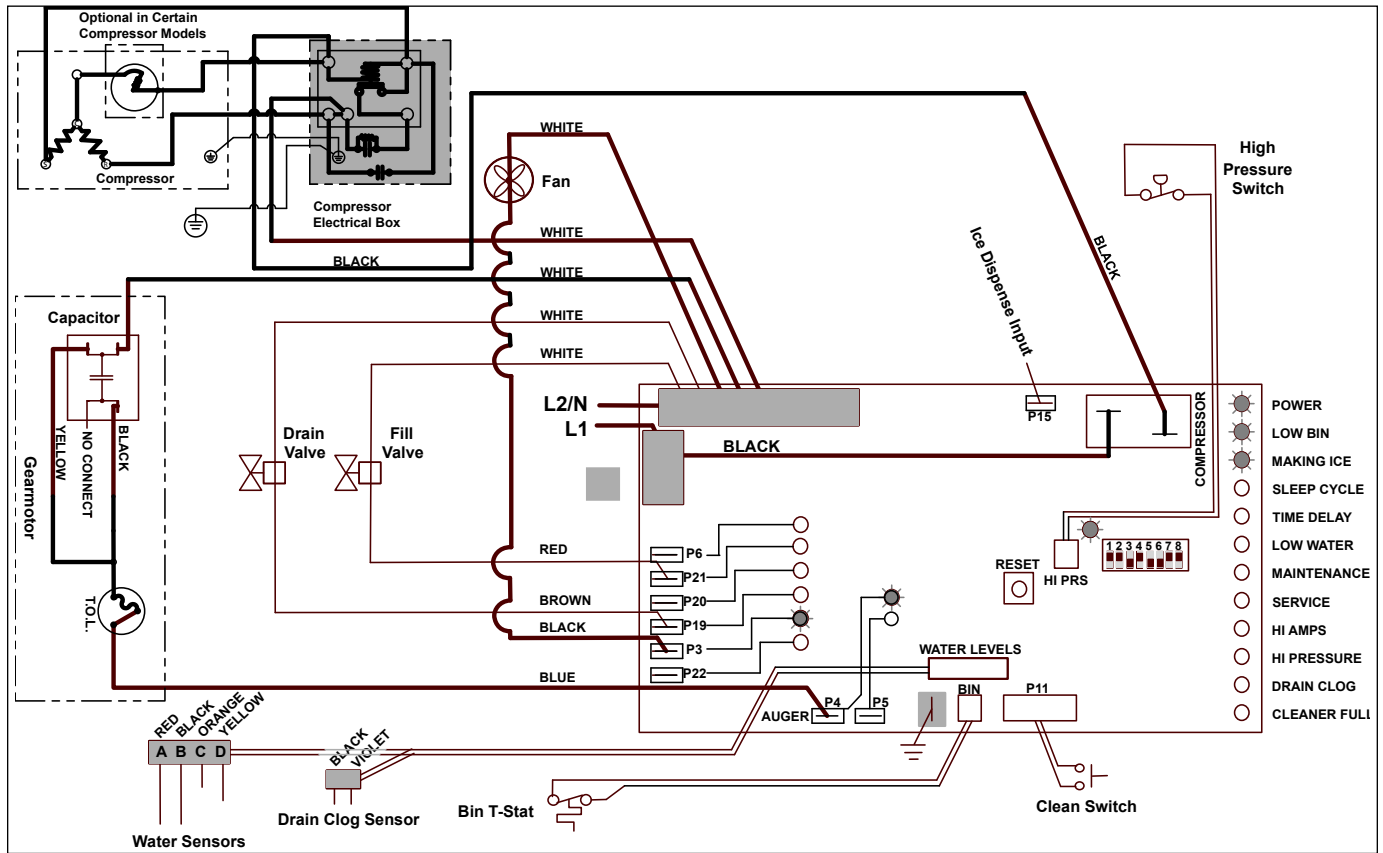 Optional in Certain
Compressor Models
Compressor
S
R
Compressor
Electrical Box
WHITE
Fan
WHITE
BLACK
WHITE
WHITE
WHITE
High
Pressure
Switch
BLACK
Ice Dispense Input
Capacitor
YELLOW
NO CONNECT
BLACK
Gearmotor
T.O.L.
Drain
Valve
Fill
Valve
L2/N
L1
BLACK
P15
COMPRESSOR
POWER
LOW BIN
MAKING ICE
SLEEP CYCLE
TIME DELAY
LOW WATER
MAINTENANCE
SERVICE
HI AMPS
HI PRESSURE
DRAIN CLOG
CLEANER FULL
RED
BROWN
BLACK
BLUE
P6
P21
P20
P19
P3
P22
RESET
HI PRS
1 2 3 4 5 6 7 8
WATER LEVELS
BIN
P11
AUGER
P4
P5
RED
BLACK
ORANGE
YELLOW
A B C D
Water Sensors
BLACK
VIOLET
Drain Clog Sensor
Bin T-Stat
Clean Switch